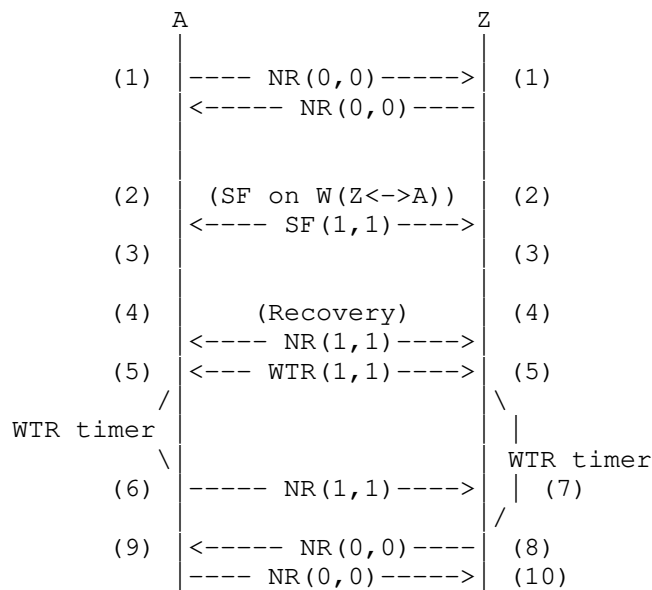 A Z
(1) |---- NR(0,0)----->| (1)
|<----- NR(0,0)----|
(2) | (SF on W(Z<->A)) | (2)
|<---- SF(1,1)---->|
(3) (3)
(4) | (Recovery) | (4)
|<---- NR(1,1)---->|
(5) |<--- WTR(1,1)--->| (5)
/| |\
WTR timer | | |
\| | WTR timer
(6) |----- NR(1,1)---->| | (7)
| |/
(9) |<----- NR(0,0)----| (8)
|---- NR(0,0)----->| (10)